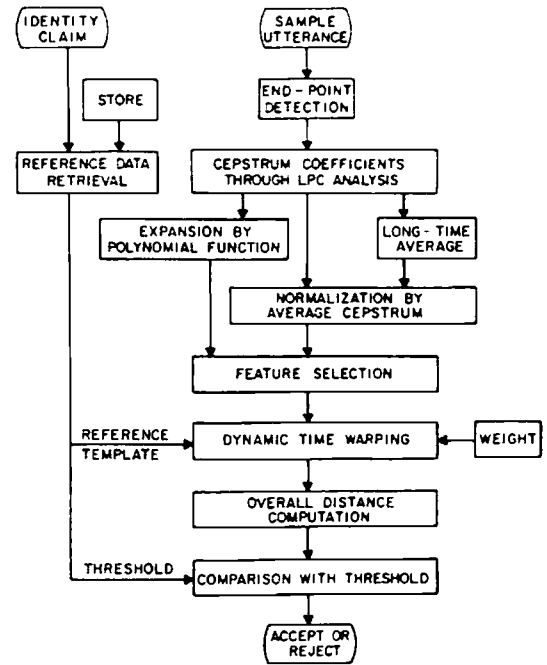 IDENTITY
CLAIM
SAMPLE
UTTERANCE
STORE
END-POINT
DETECTION
REFERENCE DATA
RETRIEVAL
CEPSTRUM COEFFICIENTS
THROUGH LPC ANALYSIS
EXPANSION BY
POLYNOMIAL FUNCTION
LONG-TIME
AVERAGE
NORMALIZATION BY
AVERAGE CEPSTRUM
FEATURE SELECTION
REFERENCE
TEMPLATE
DYNAMIC TIME WARPING
WEIGHT
OVERALL DISTANCE
COMPUTATION
THRESHOLD
COMPARISON WITH THRESHOLD
ACCEPT OR
REJECT